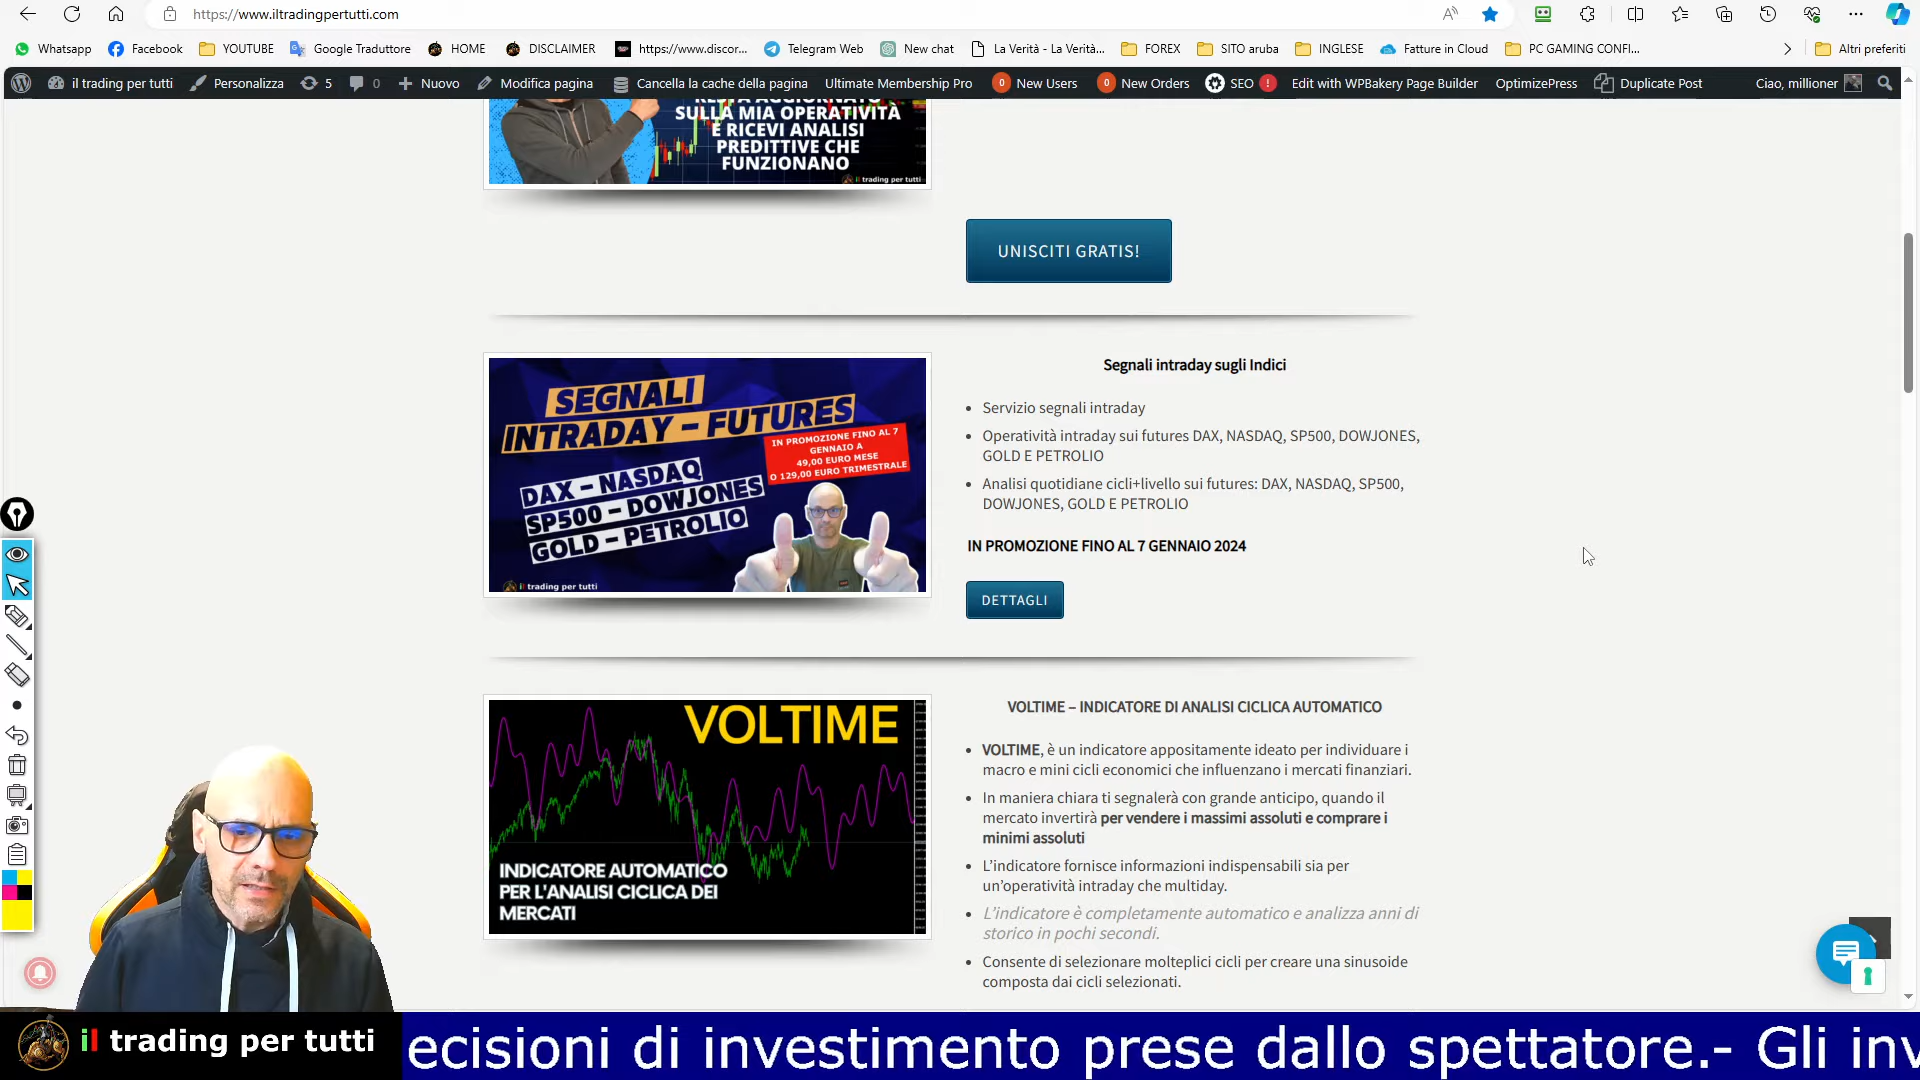 https://www.iltradingpertutti.com
Whatsapp
Facebook
YOUTUBE
Google Traduttore
HOME
DISCLAIMER
https://www.discor...
Telegram Web
New chat
La Verità - La Verità...
FOREX
SITO aruba
INGLESE
Fatture in Cloud
PC GAMING CONFI...
Altri preferiti
il trading per tutti
Personalizza
5
0
Nuovo
Modifica pagina
Cancella la cache della pagina
Ultimate Membership Pro
0 New Users
0 New Orders
SEO !
Edit with WPBakery Page Builder
OptimizePress
Duplicate Post
Ciao, millioner
RESTA AGGIORNATO
SULLA MIA OPERATIVITÀ
E RICEVI ANALISI
PREDITTIVE CHE
FUNZIONANO
il trading per tutti
UNISCITI GRATIS!
SEGNALI
INTRADAY – FUTURES
IN PROMOZIONE FINO AL 7
GENNAIO A
49,00 EURO MESE
O 129,00 EURO TRIMESTRALE
DAX – NASDAQ
SP500 – DOWJONES
GOLD – PETROLIO
il trading per tutti
Segnali intraday sugli Indici
• Servizio segnali intraday
• Operatività intraday sui futures DAX, NASDAQ, SP500, DOWJONES,
GOLD E PETROLIO
• Analisi quotidiane cicli+livello sui futures: DAX, NASDAQ, SP500,
DOWJONES, GOLD E PETROLIO
IN PROMOZIONE FINO AL 7 GENNAIO 2024
DETTAGLI
VOLTIME
INDICATORE AUTOMATICO
PER L'ANALISI CICLICA DEI
MERCATI
VOLTIME – INDICATORE DI ANALISI CICLICA AUTOMATICO
• VOLTIME, è un indicatore appositamente ideato per individuare i
macro e mini cicli economici che influenzano i mercati finanziari.
• In maniera chiara ti segnalerà con grande anticipo, quando il
mercato invertirà per vendere i massimi assoluti e comprare i
minimi assoluti
• L'indicatore fornisce informazioni indispensabili sia per
un'operatività intraday che multiday.
• L'indicatore è completamente automatico e analizza anni di
storico in pochi secondi.
• Consente di selezionare molteplici cicli per creare una sinusoide
composta dai cicli selezionati.
il trading per tutti
ecisioni di investimento prese dallo spettatore.- Gli inv